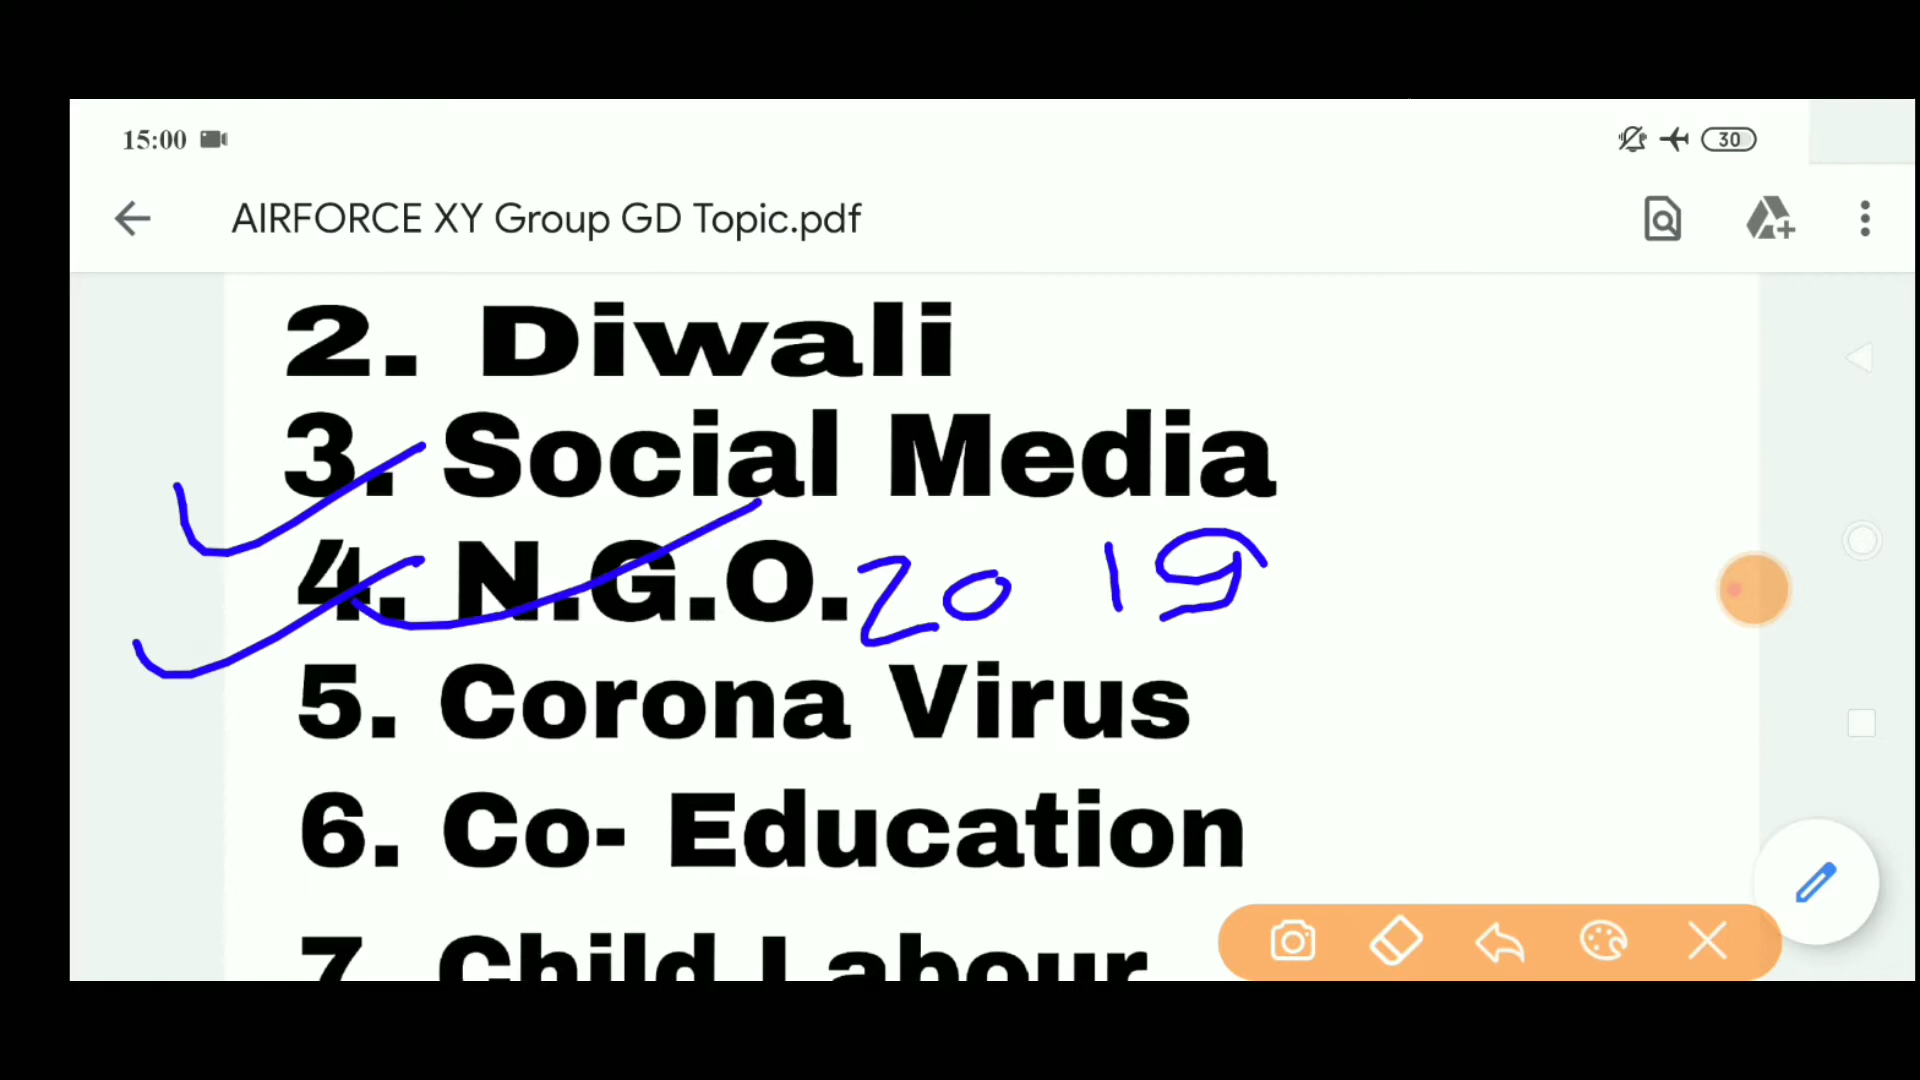 15:00 30
AIRFORCE XY Group GD Topic.pdf
2. Diwali
3. Social Media
4. N.G.O. 2019
5. Corona Virus
6. Co- Education
7. Child Labour